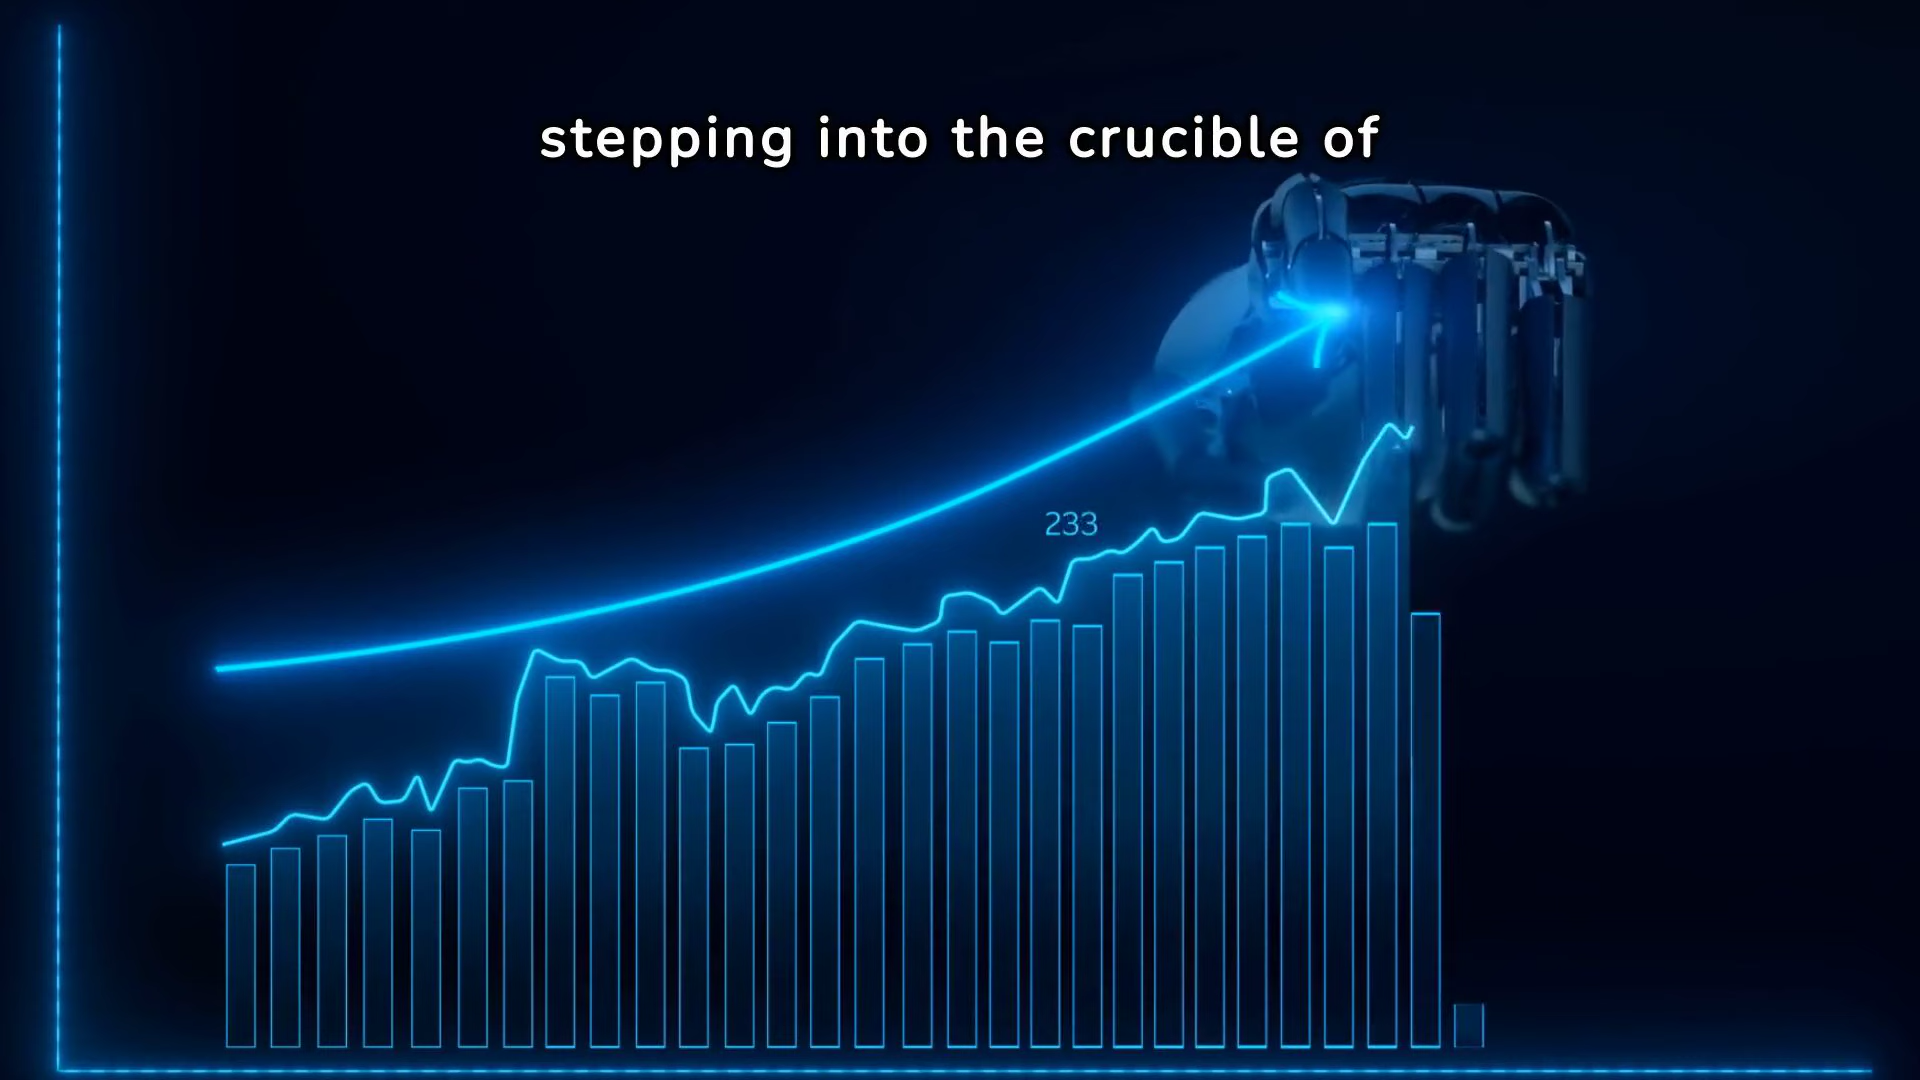 stepping into the crucible of
233